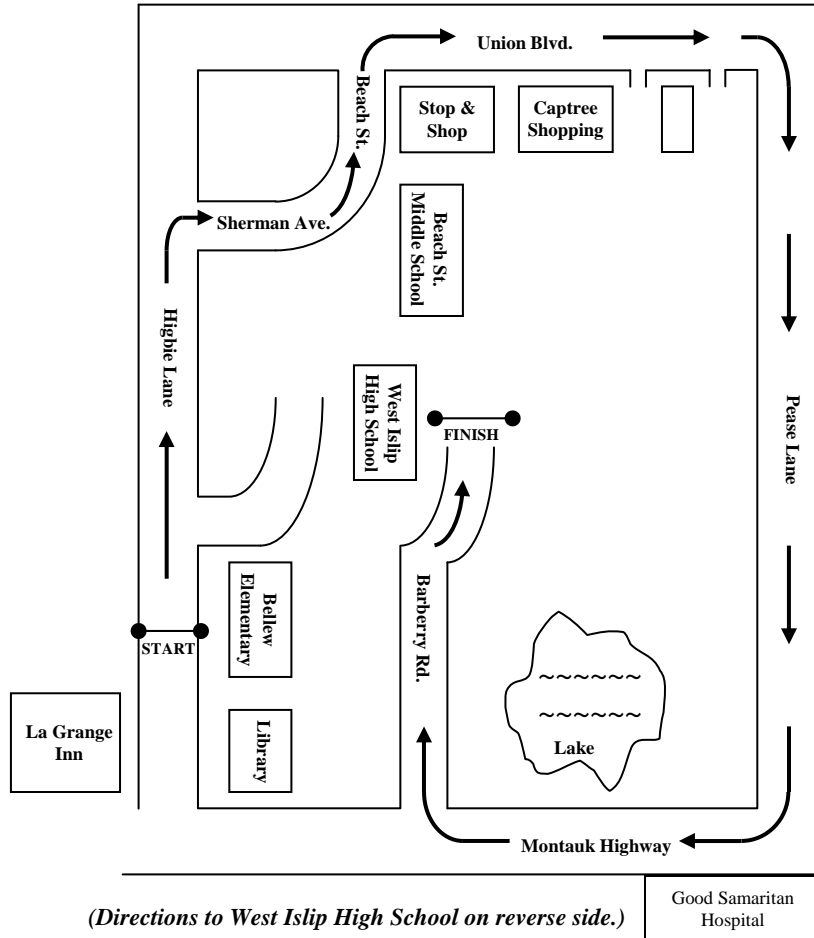 Union Blvd.
Beach St.
Stop &
Shop
Captree
Shopping
Sherman Ave.
Beach St.
Middle School
Higbie Lane
West Islip
High School
FINISH
Pease Lane
Bellew
Elementary
Barberry Rd.
START
~~~~~~
~~~~~~
La Grange
Inn
Library
Lake
Montauk Highway
(Directions to West Islip High School on reverse side.)
Good Samaritan
Hospital